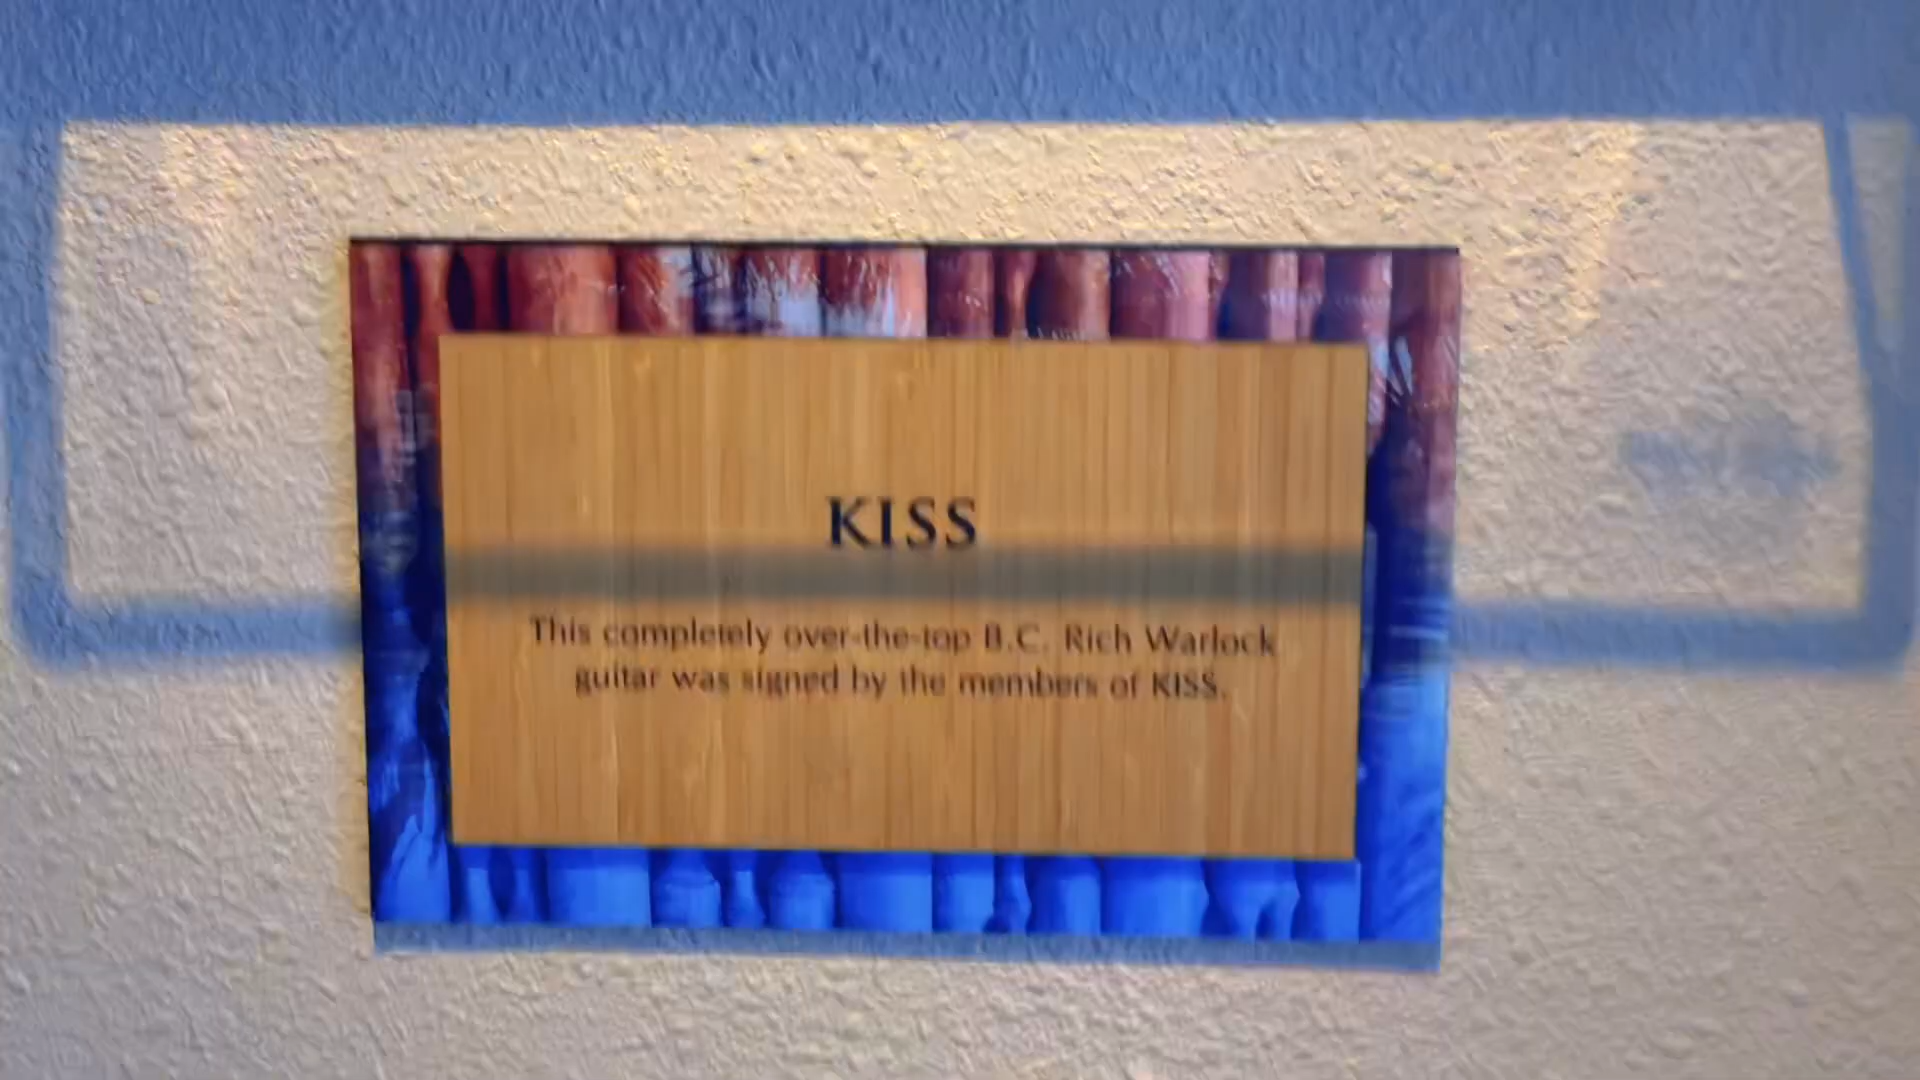 KISS
This completely over-the-top B.C. Rich Warlock
guitar was signed by the members of KISS.